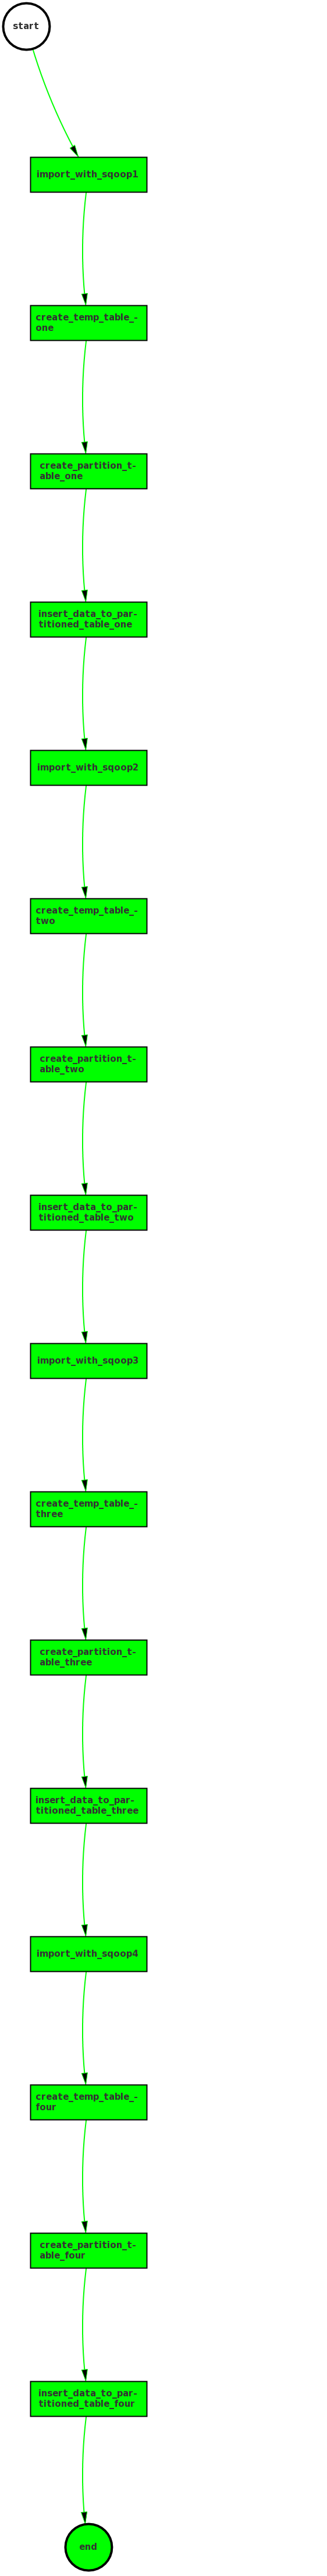 start
import_with_sqoop1
create_temp_table_-
one
create_partition_t-
able_one
insert_data_to_par-
titioned_table_one
import_with_sqoop2
create_temp_table_-
two
create_partition_t-
able_two
insert_data_to_par-
titioned_table_two
import_with_sqoop3
create_temp_table_-
three
create_partition_t-
able_three
insert_data_to_par-
titioned_table_three
import_with_sqoop4
create_temp_table_-
four
create_partition_t-
able_four
insert_data_to_par-
titioned_table_four
end